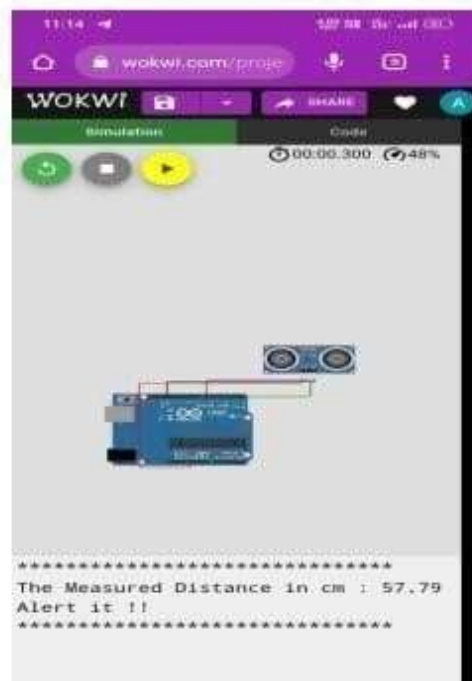 11:14
wokwi.com/proje
WOKWI SHARE A
Simulation Code
00:00.300 48%
********************************
The Measured Distance in cm : 57.79
Alert it !!
********************************